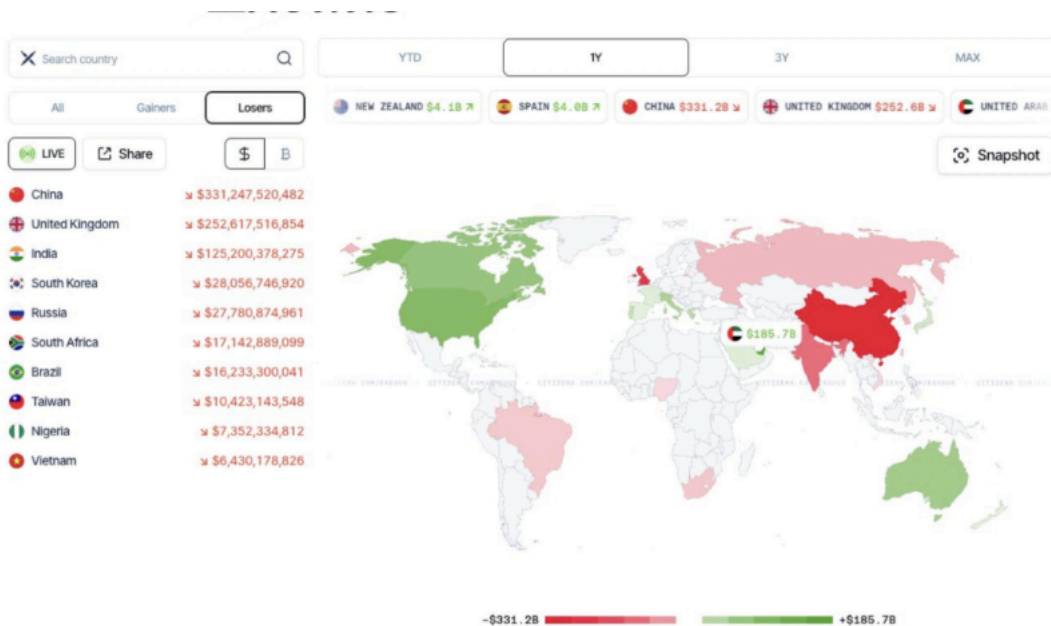 Search country
YTD
1Y
3Y
MAX
All
Gainers
Losers
NEW ZEALAND $4.1B
SPAIN $4.0B
CHINA $331.2B
UNITED KINGDOM $252.6B
UNITED ARAB
LIVE
Share
$
B
Snapshot
China $331,247,520,482
United Kingdom $252,617,516,854
India $125,200,378,275
South Korea $28,056,746,920
Russia $27,780,874,961
South Africa $17,142,889,099
Brazil $16,233,300,041
Taiwan $10,423,143,548
Nigeria $7,352,334,812
Vietnam $6,430,178,826
$185.7B
-$331.2B
+$185.7B